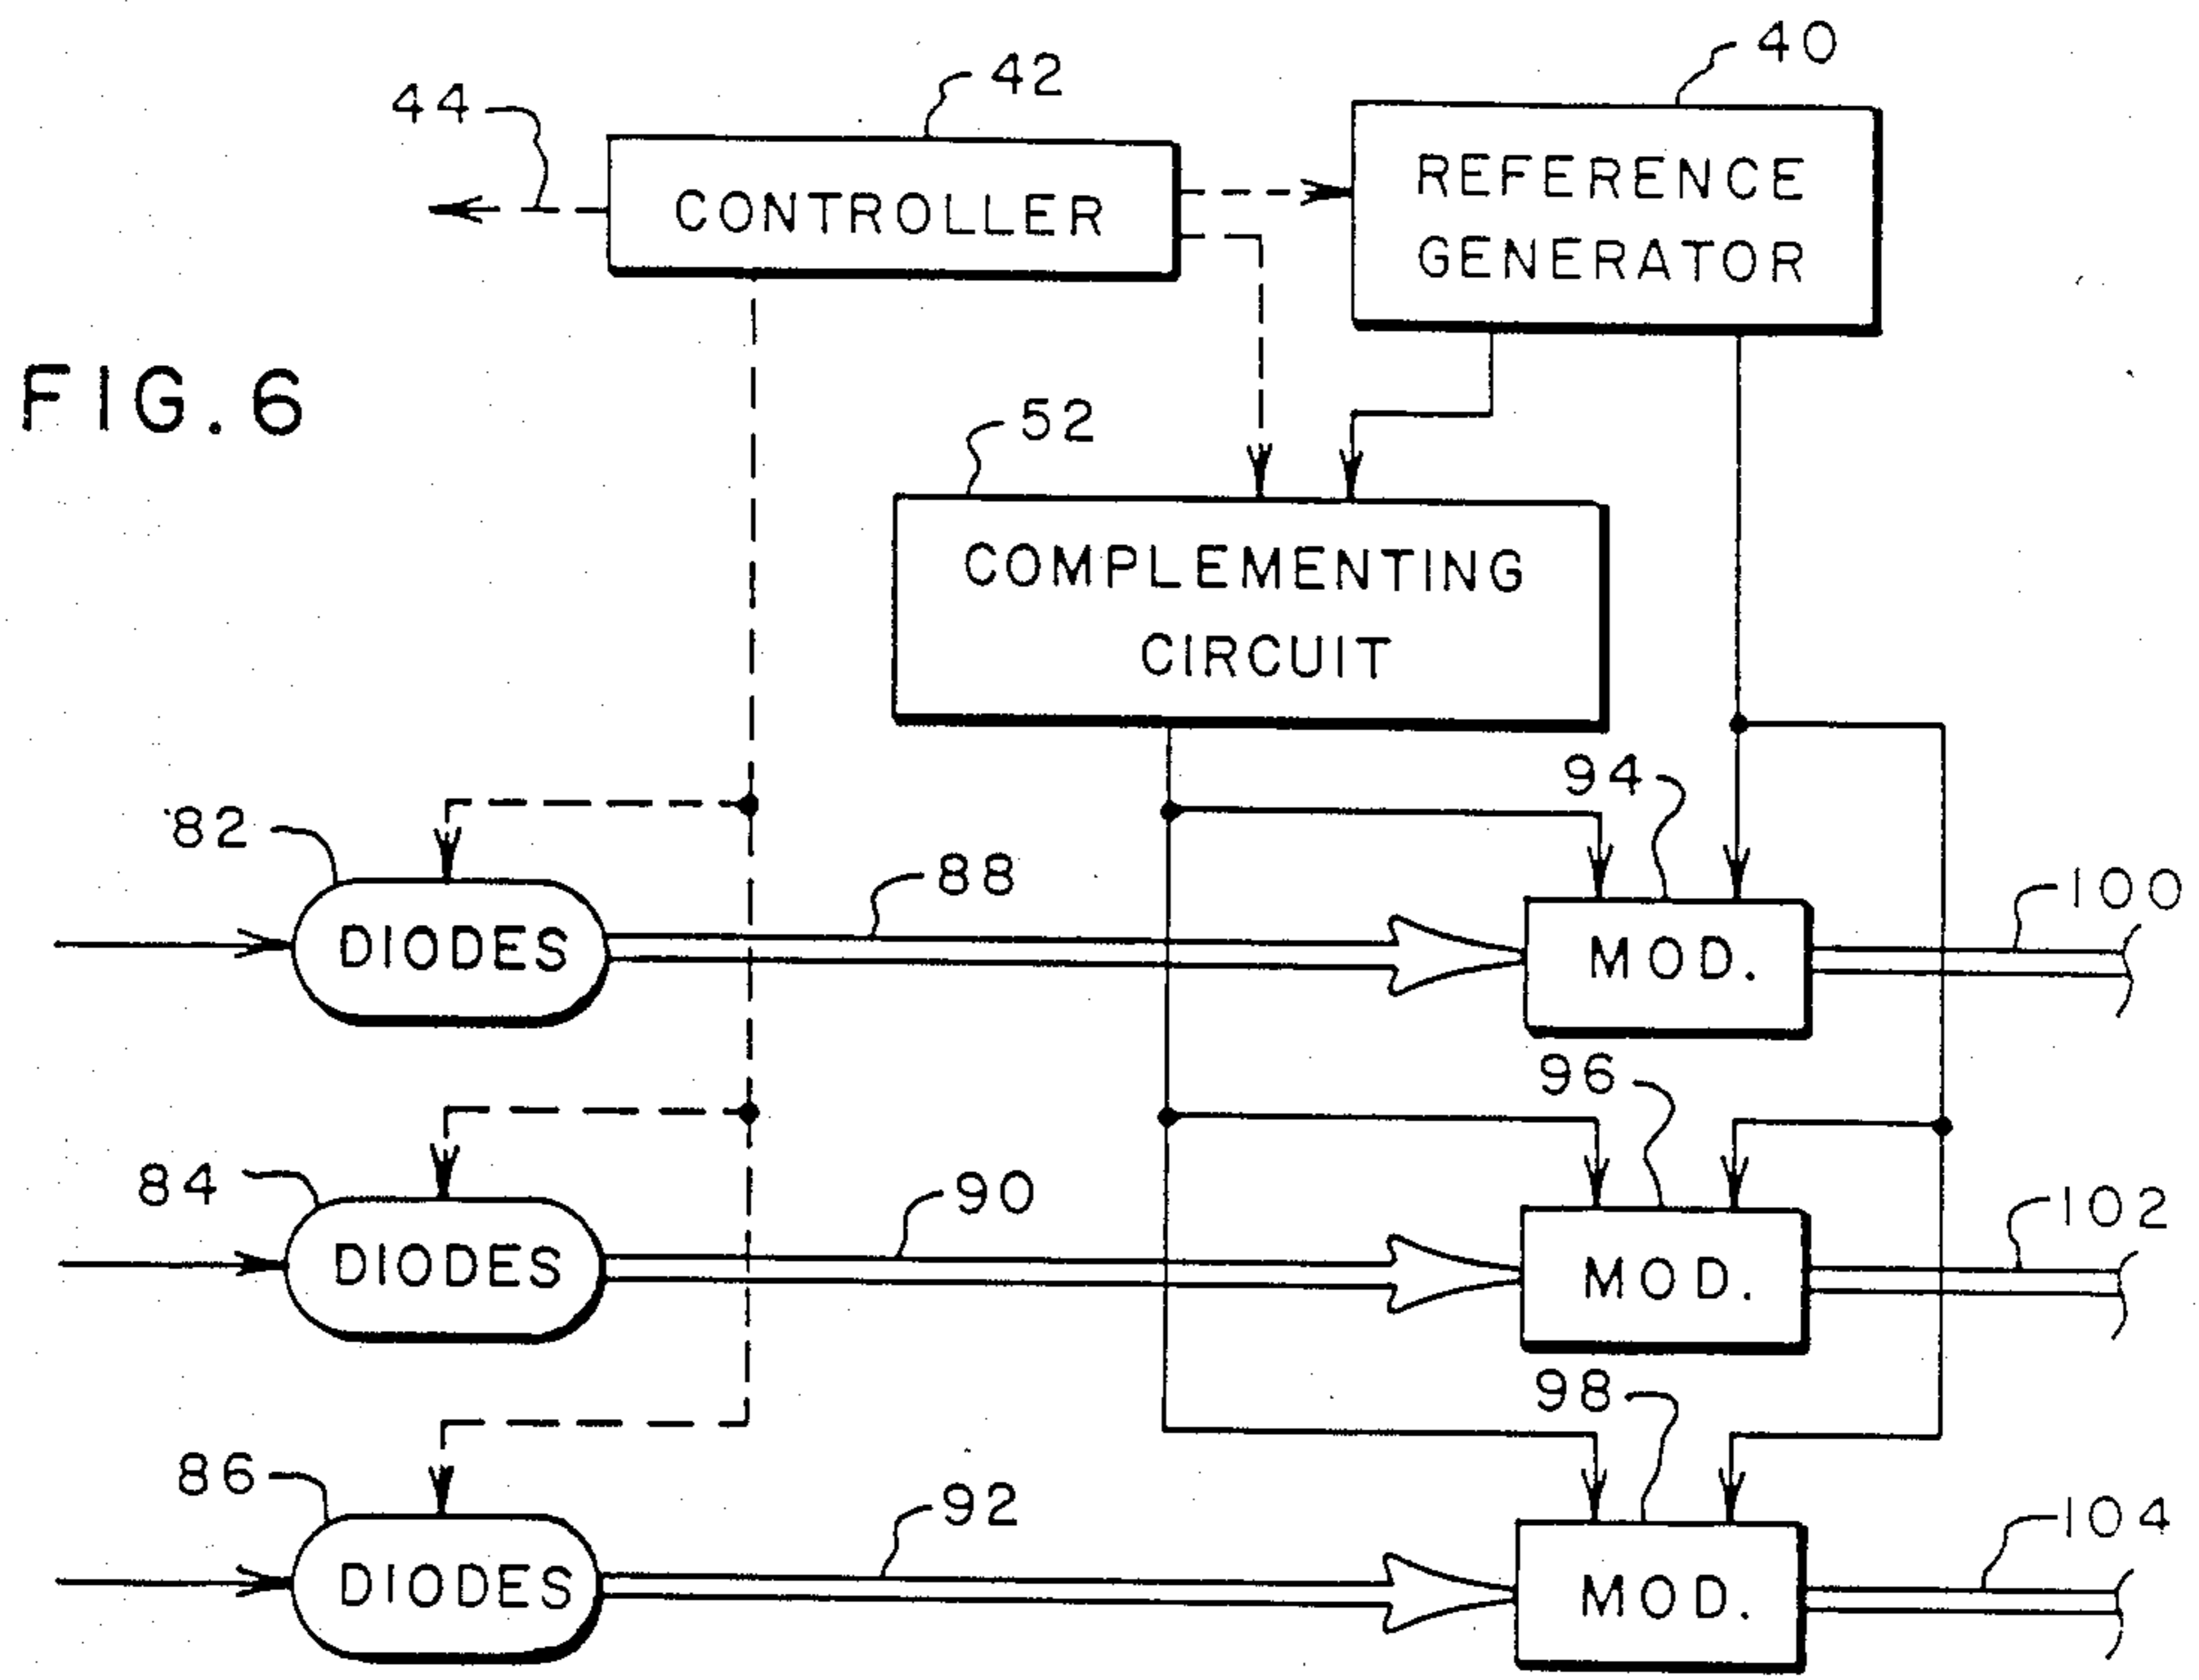 FIG. 6
40
42
44
CONTROLLER
REFERENCE
GENERATOR
52
COMPLEMENTING
CIRCUIT
82
DIODES
88
94
MOD.
100
84
DIODES
90
96
MOD.
102
86
DIODES
92
98
MOD.
104